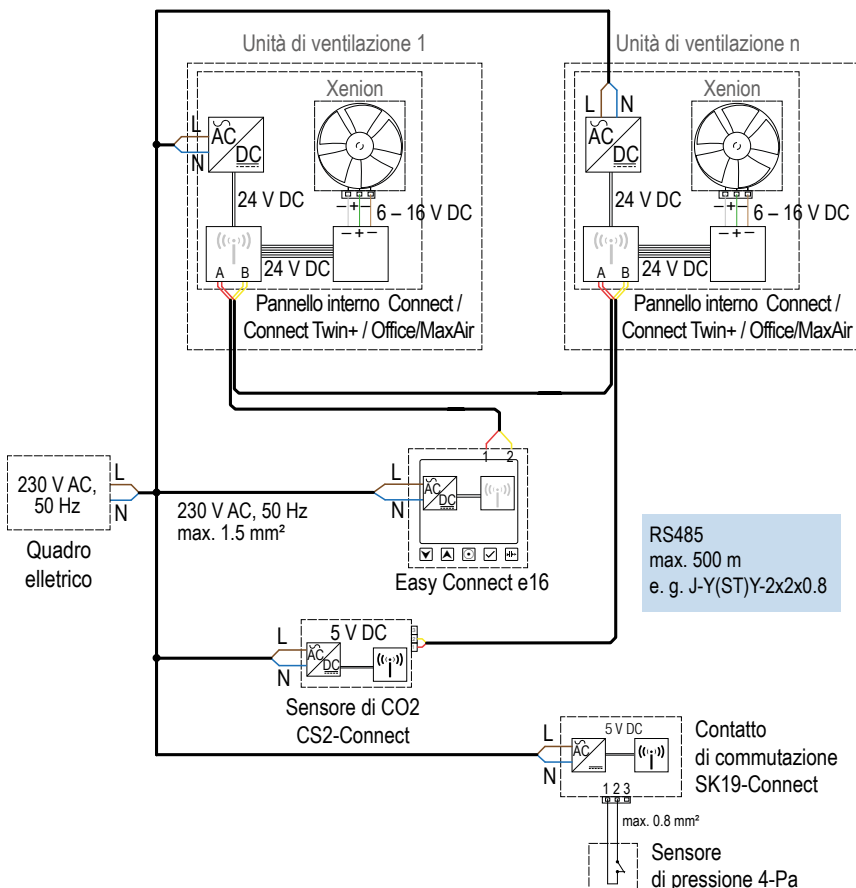 Unità di ventilazione 1
Unità di ventilazione n
Xenion
L
N
AC
DC
24 V DC
– + –
6 – 16 V DC
A B
– + –
24 V DC
Pannello interno Connect /
Connect Twin+ / Office/MaxAir
L N
Xenion
AC
DC
24 V DC
– + –
6 – 16 V DC
A B
– + –
24 V DC
Pannello interno Connect /
Connect Twin+ / Office/MaxAir
230 V AC,
50 Hz
L
N
Quadro
elletrico
230 V AC, 50 Hz
max. 1.5 mm²
1 2
L
N
AC
DC
Easy Connect e16
RS485
max. 500 m
e. g. J-Y(ST)Y-2x2x0.8
L
N
5 V DC
AC
DC
Sensore di CO2
CS2-Connect
L
N
5 V DC
AC
Contatto
di commutazione
SK19-Connect
1 2 3
max. 0.8 mm²
Sensore
di pressione 4-Pa